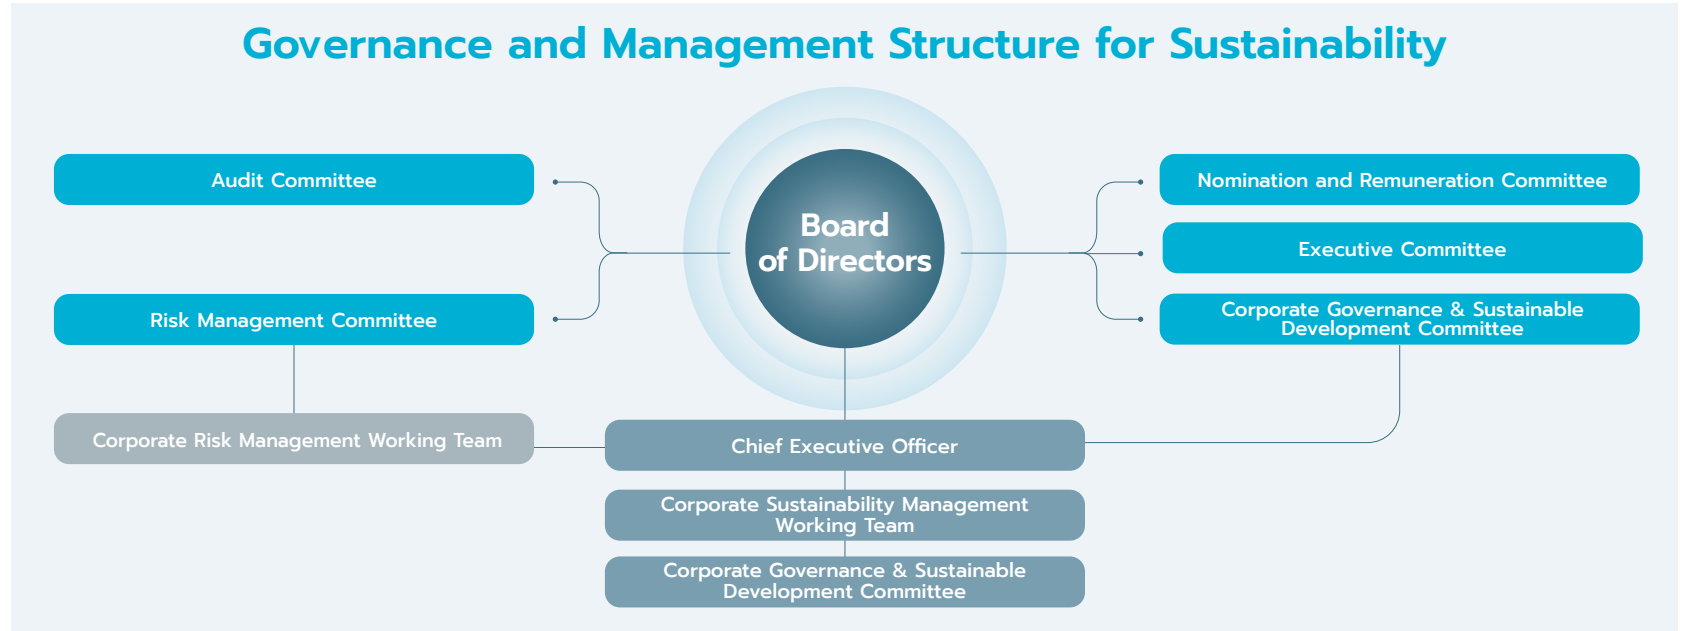 Governance and Management Structure for Sustainability
Audit Committee
Risk Management Committee
Board
of Directors
Nomination and Remuneration Committee
Executive Committee
Corporate Governance & Sustainable
Development Committee
Corporate Risk Management Working Team
Chief Executive Officer
Corporate Sustainability Management
Working Team
Corporate Governance & Sustainable
Development Committee